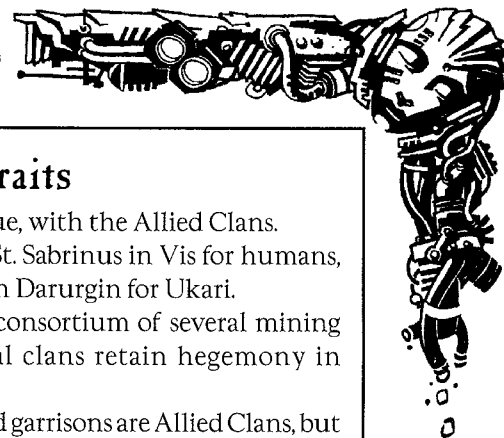 raits
ue, with the Allied Clans.
St. Sabrinus in Vis for humans,
n Darurgin for Ukari.
consortium of several mining
al clans retain hegemony in
d garrisons are Allied Clans, but